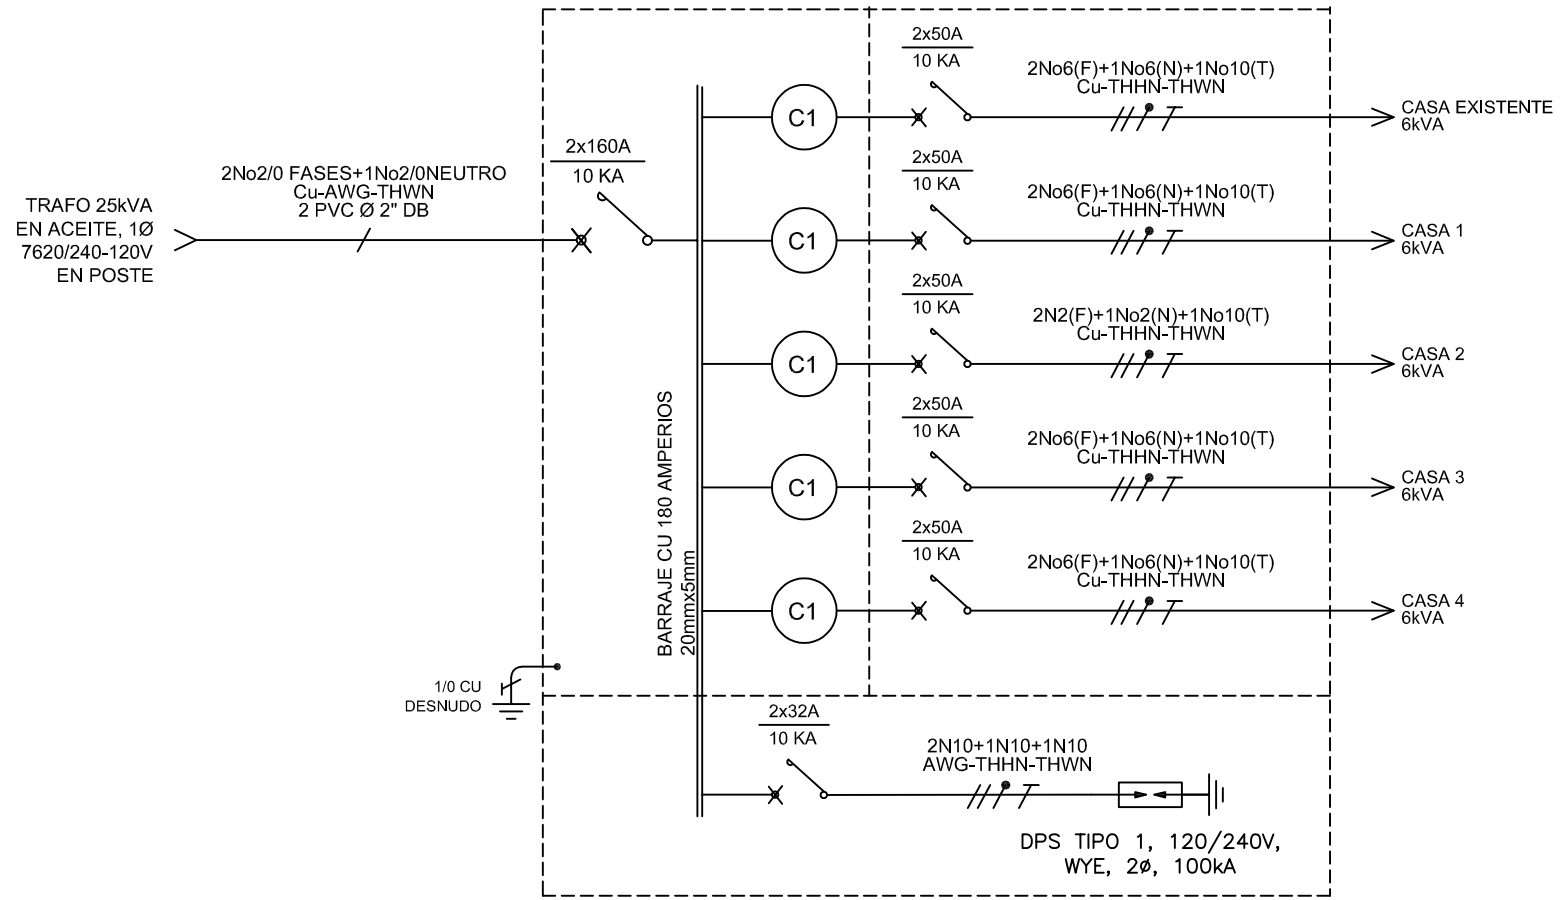 TRAFO 25kVA
EN ACEITE, 1Ø
7620/240-120V
EN POSTE
2No2/0 FASES+1No2/0NEUTRO
Cu-AWG-THWN
2 PVC Ø 2" DB
2x160A
10 KA
BARRAJE CU 180 AMPERIOS
20mmx5mm
1/0 CU
DESNUDO
C1
2x50A
10 KA
2No6(F)+1No6(N)+1No10(T)
Cu-THHN-THWN
CASA EXISTENTE
6kVA
C1
2x50A
10 KA
2No6(F)+1No6(N)+1No10(T)
Cu-THHN-THWN
CASA 1
6kVA
C1
2x50A
10 KA
2N2(F)+1No2(N)+1No10(T)
Cu-THHN-THWN
CASA 2
6kVA
C1
2x50A
10 KA
2No6(F)+1No6(N)+1No10(T)
Cu-THHN-THWN
CASA 3
6kVA
C1
2x50A
10 KA
2No6(F)+1No6(N)+1No10(T)
Cu-THHN-THWN
CASA 4
6kVA
2x32A
10 KA
2N10+1N10+1N10
AWG-THHN-THWN
DPS TIPO 1, 120/240V,
WYE, 2ø, 100kA